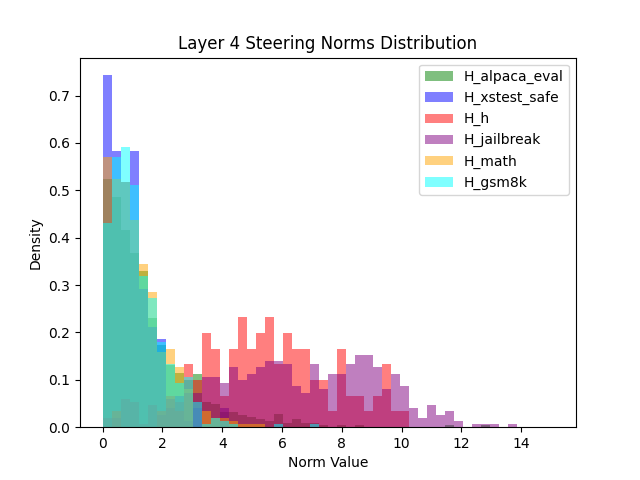 Layer 4 Steering Norms Distribution
H_alpaca_eval
H_xstest_safe
H_h
H_jailbreak
H_math
H_gsm8k
Density
0.7
0.6
0.5
0.4
0.3
0.2
0.1
0.0
0 2 4 6 8 10 12 14
Norm Value